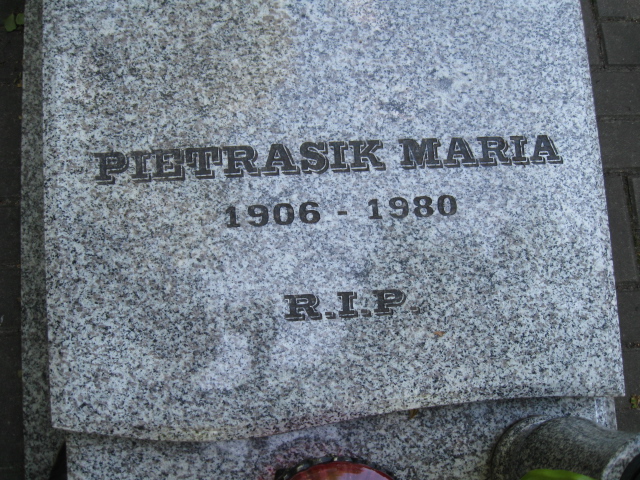 PIETRASIK MARIA
1906 - 1980
R.I.P.